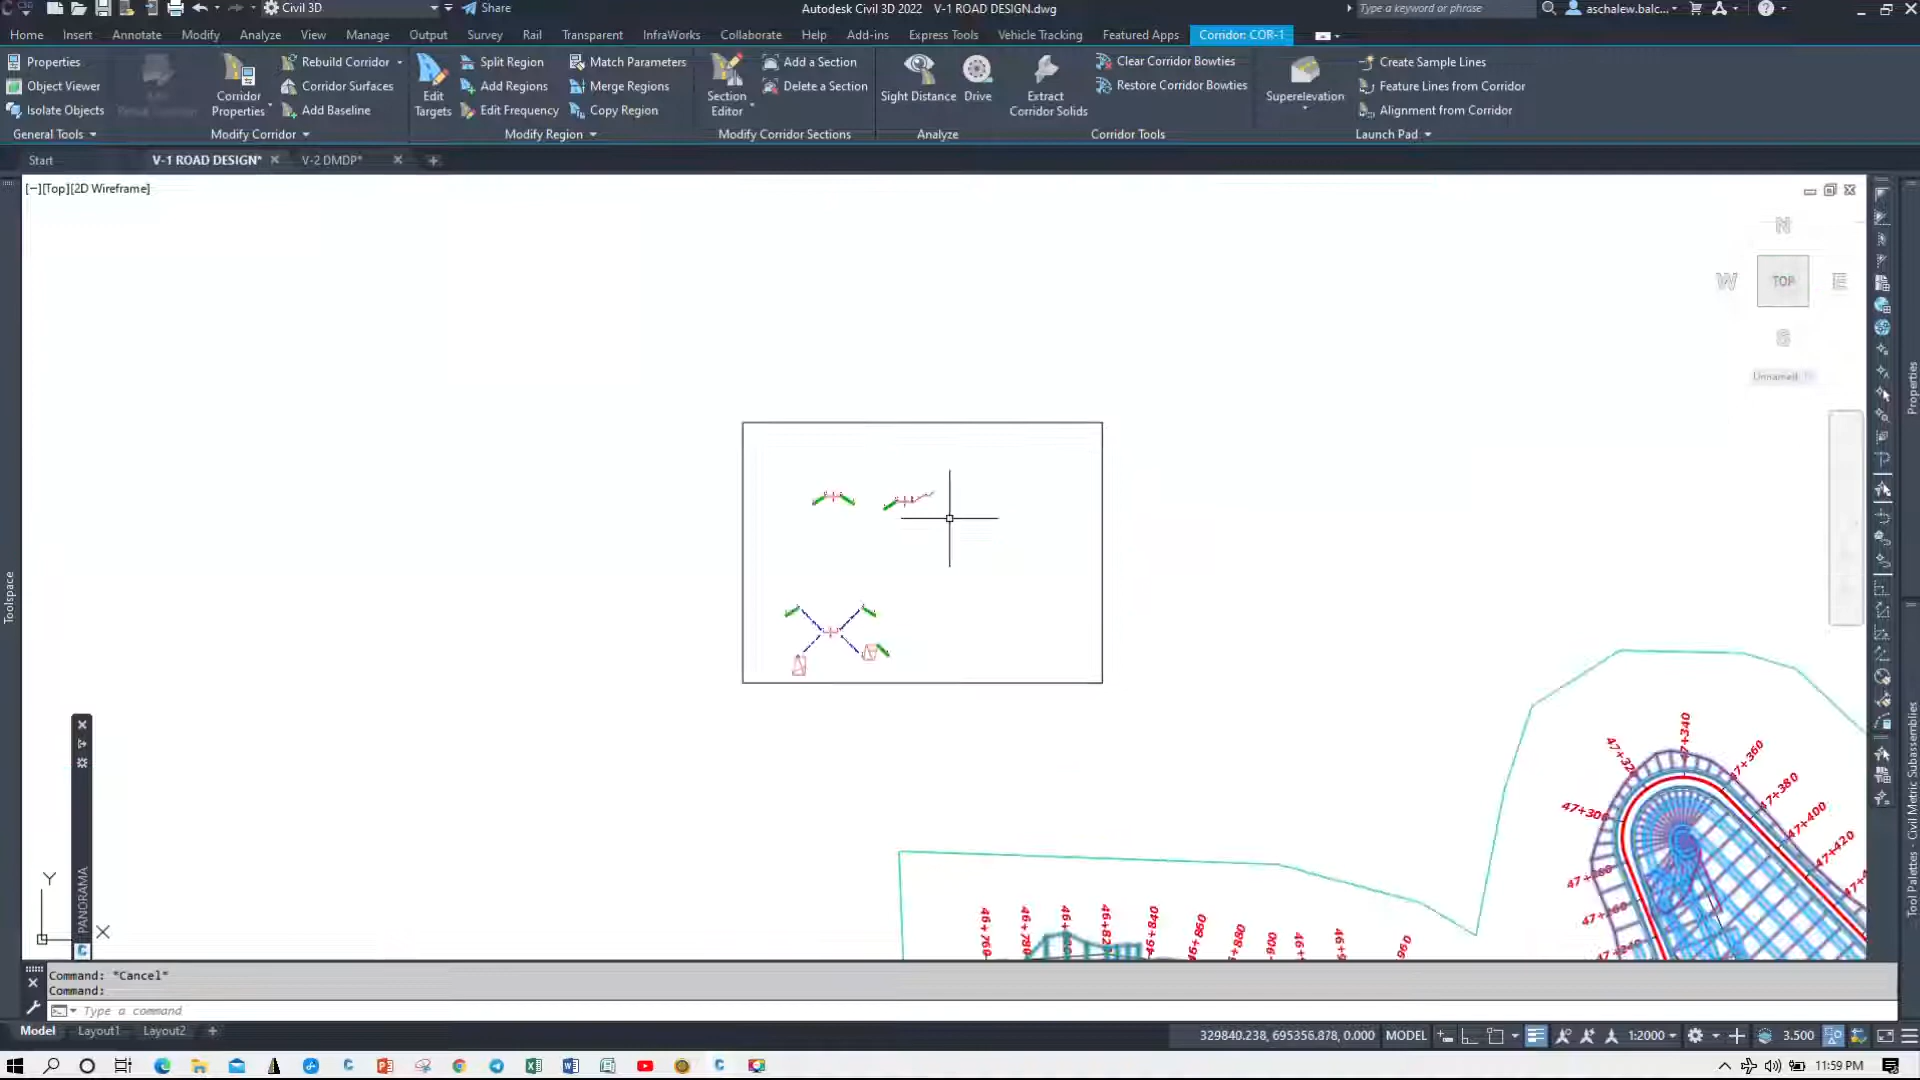 Civil 3D
Share
Autodesk Civil 3D 2022 V-1 ROAD DESIGN.dwg
Type a keyword or phrase
aschalew.balc...
Home Insert Annotate Modify Analyze View Manage Output Survey Rail Transparent InfraWorks Collaborate Help Add-ins Express Tools Vehicle Tracking Featured Apps Corridor: COR-1
Properties
Object Viewer
Isolate Objects
General Tools
Corridor
Properties
Rebuild Corridor
Corridor Surfaces
Add Baseline
Modify Corridor
Edit
Targets
Split Region
Add Regions
Edit Frequency
Match Parameters
Merge Regions
Copy Region
Modify Region
Section
Editor
Add a Section
Delete a Section
Modify Corridor Sections
Sight Distance
Drive
Analyze
Extract
Corridor Solids
Clear Corridor Bowties
Restore Corridor Bowties
Corridor Tools
Superelevation
Create Sample Lines
Feature Lines from Corridor
Alignment from Corridor
Launch Pad
Start V-1 ROAD DESIGN* V-2 DMDP*
[−][Top][2D Wireframe]
N
W TOP E
S
Unnamed
Properties
Toolspace
Tool Palettes - Civil Metric Subassemblies
PANORAMA
47+340
47+360
47+380
47+400
47+420
47+300
46+760
46+780
46+840
46+860
Y
X
Command: *Cancel*
Command:
Type a command
Model Layout1 Layout2
329840.238, 695356.878, 0.000 MODEL 1:2000 3.500
11:59 PM